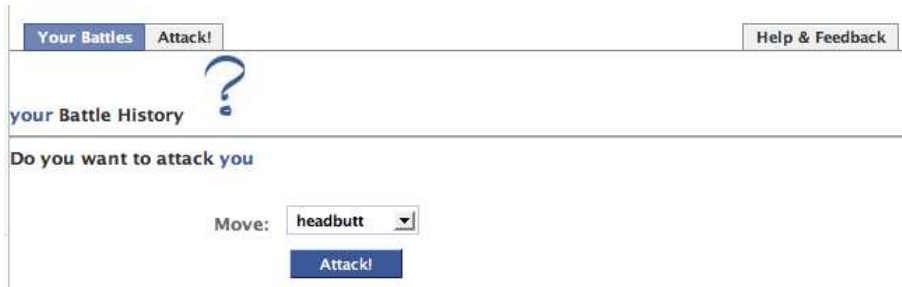 Your Battles Attack! Help & Feedback
?
your Battle History
Do you want to attack you
Move: headbutt
Attack!